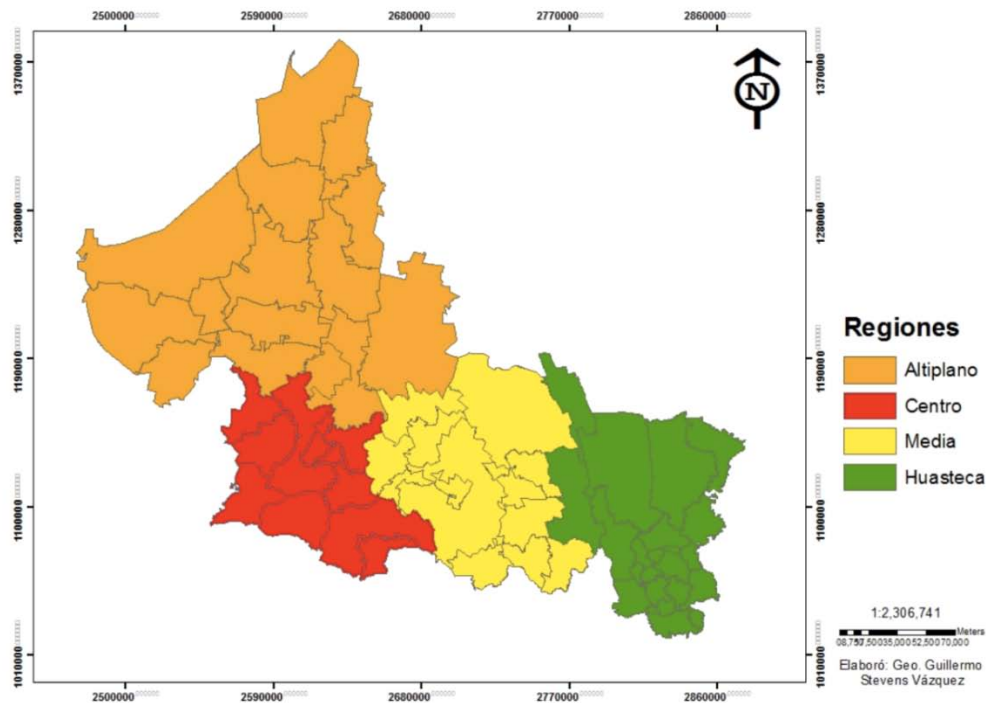 2500000 2590000 2680000 2770000 2860000
1370000 1370000
N
1280000 1280000
1190000 1190000
1100000 1100000
1010000 1010000
2500000 2590000 2680000 2770000 2860000
Regiones
Altiplano
Centro
Media
Huasteca
1:2,306,741
Meters
Elaboró: Geo. Guillermo
Stevens Vázquez